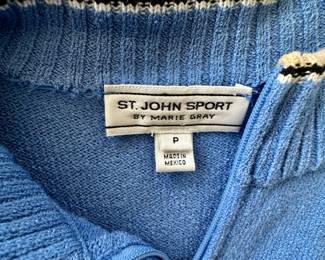 ST. JOHN SPORT
BY MARIE GRAY
P
MADE IN
MEXICO